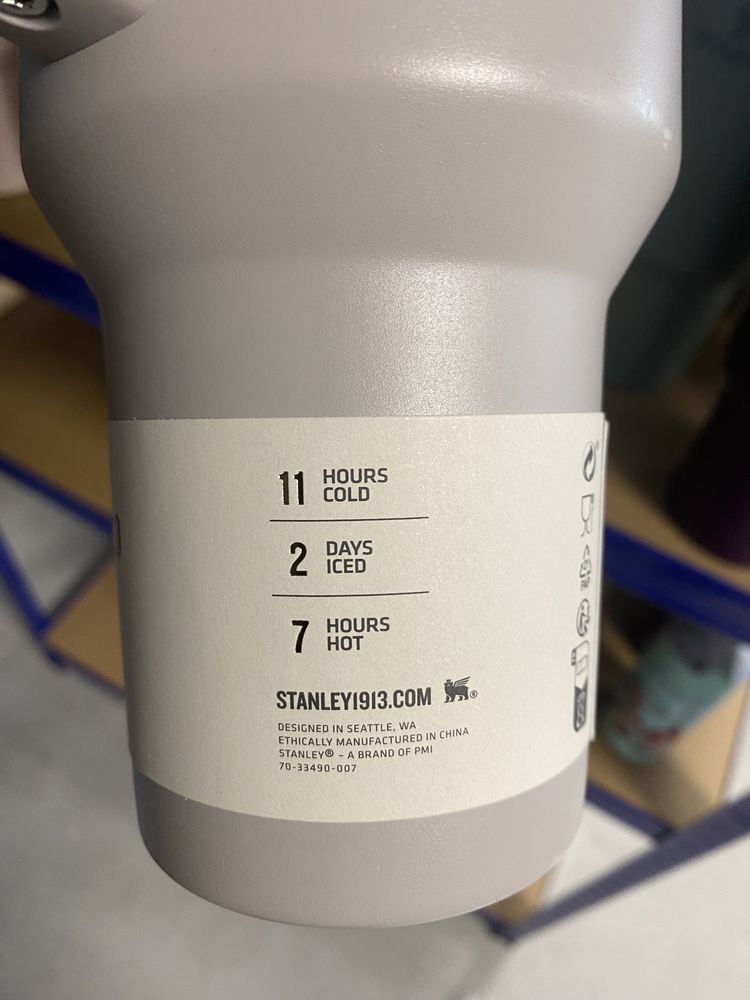 11 HOURS
COLD
2 DAYS
ICED
7 HOURS
HOT
STANLEY1913.COM ®
DESIGNED IN SEATTLE, WA
ETHICALLY MANUFACTURED IN CHINA
STANLEY® – A BRAND OF PMI
70-33490-007